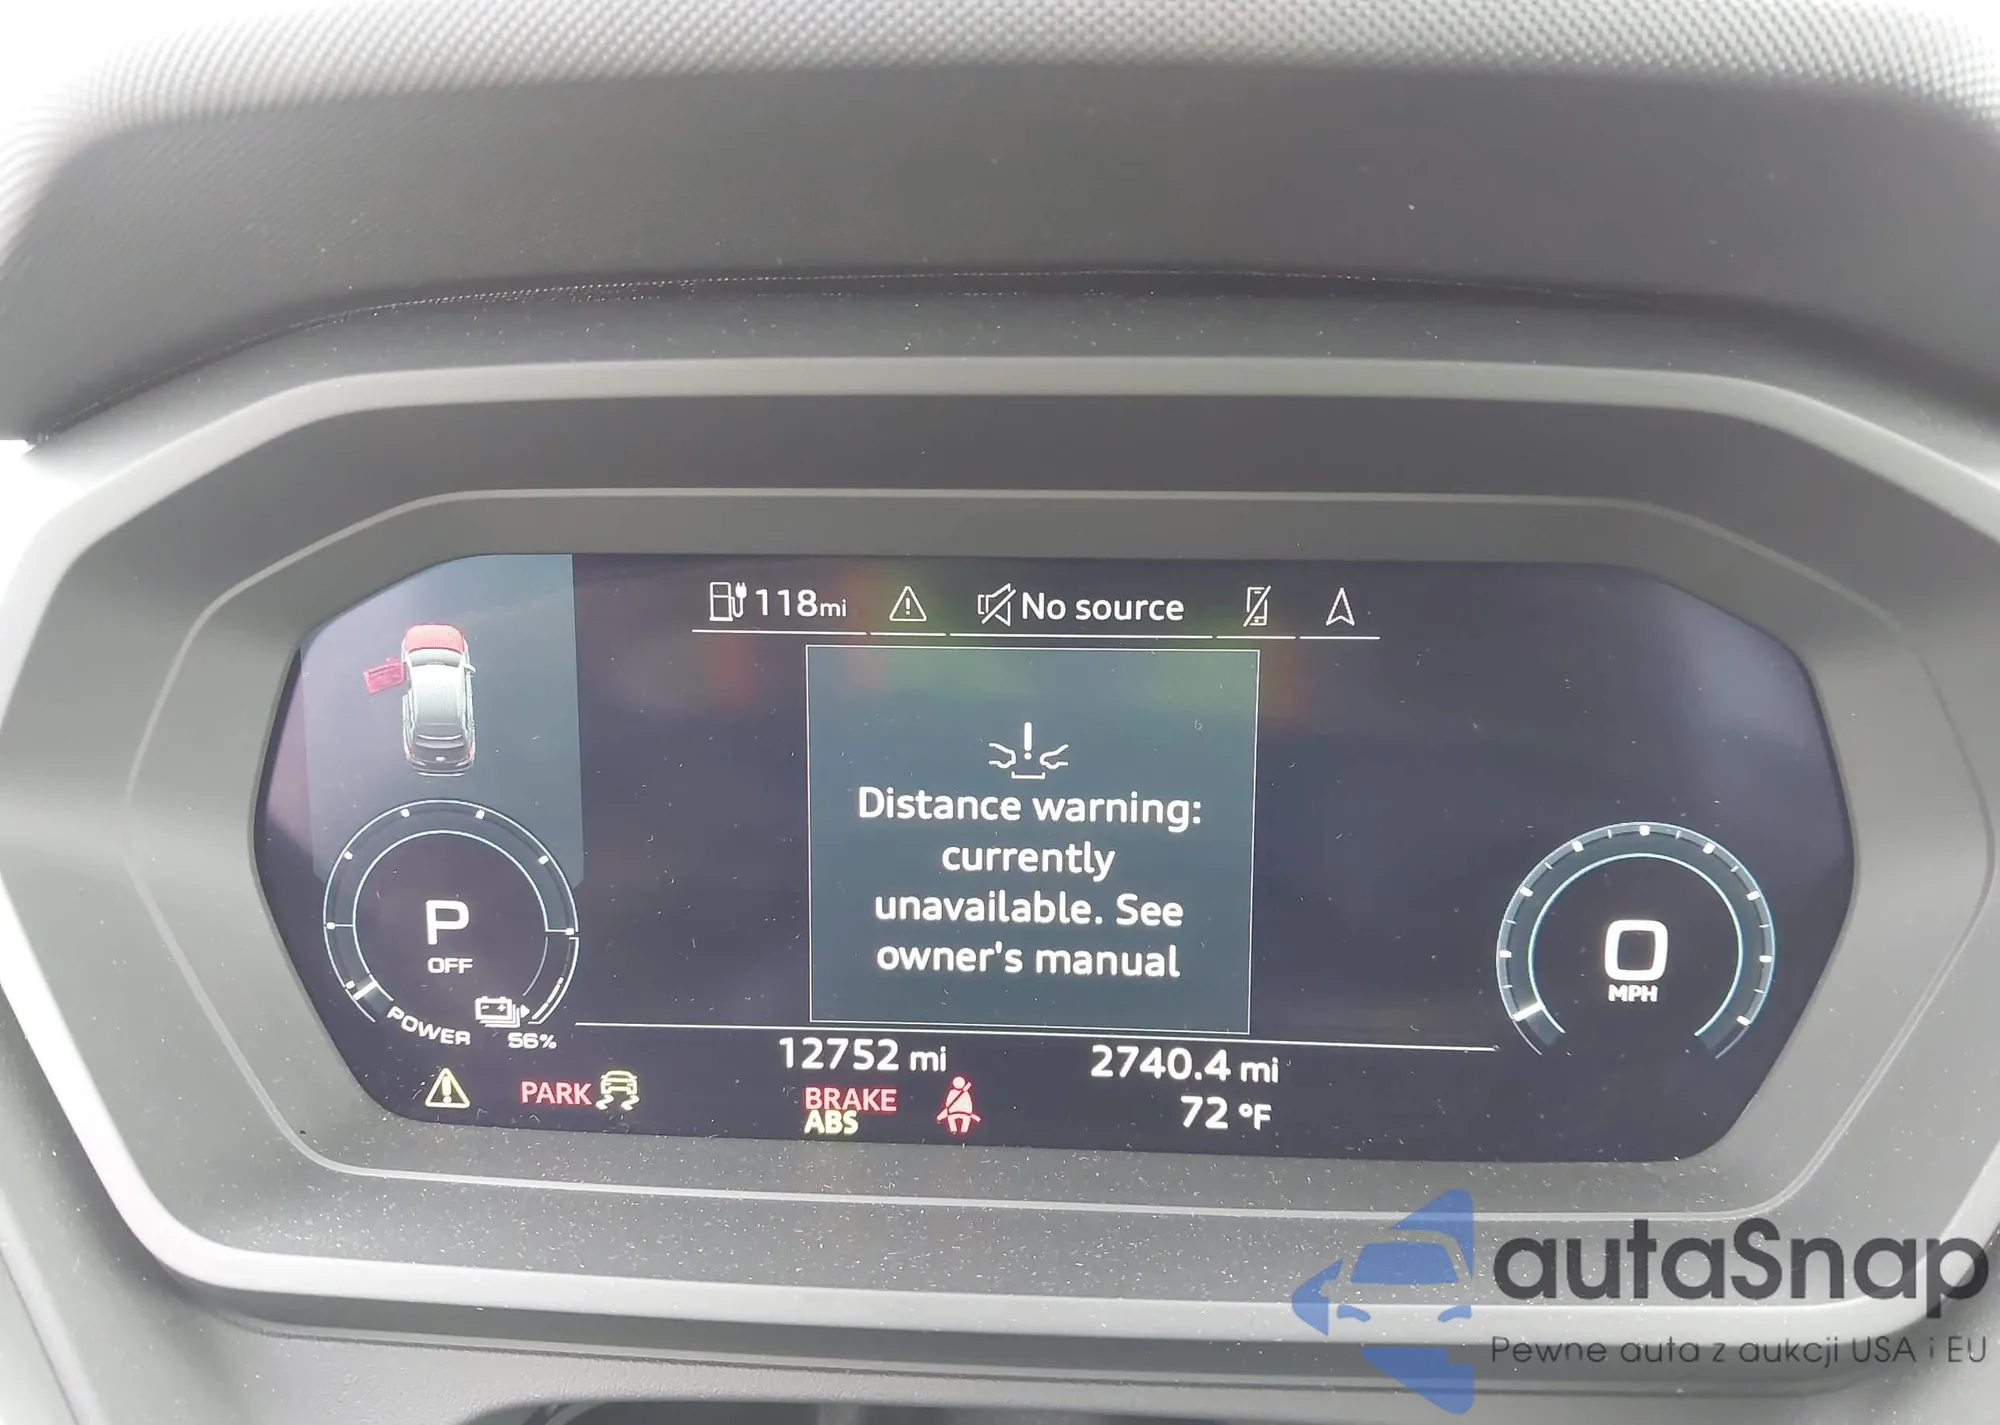 118mi
No source
Distance warning:
currently
unavailable. See
owner's manual
P
OFF
POWER
56%
0
MPH
12752 mi
2740.4 mi
PARK
BRAKE
ABS
72 °F
autaSnap
Pewne auta z aukcji USA i EU